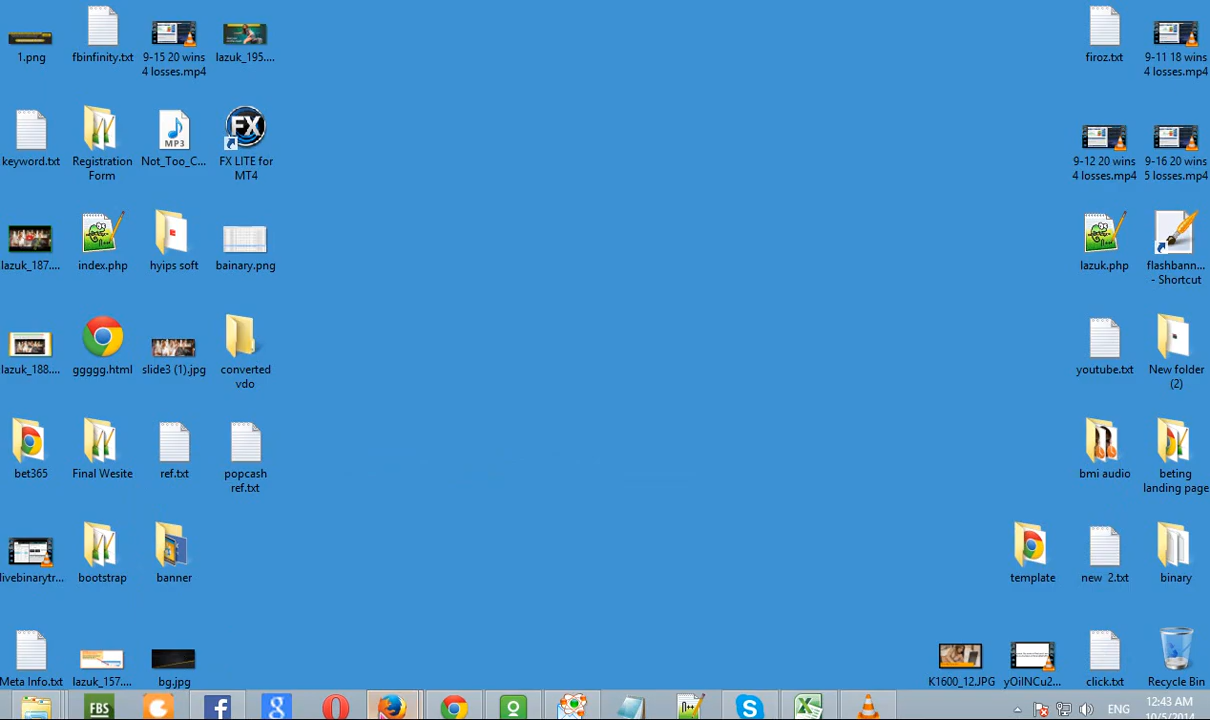 1.png
fbinfinity.txt
9-15 20 wins
4 losses.mp4
lazuk_195....
firoz.txt
9-11 18 wins
4 losses.mp4
keyword.txt
Registration
Form
MP3
Not_Too_C...
FX
FX LITE for
MT4
9-12 20 wins
4 losses.mp4
9-16 20 wins
5 losses.mp4
lazuk_187....
index.php
hyips soft
bainary.png
lazuk.php
flashbann...
- Shortcut
lazuk_188....
ggggg.html
slide3 (1).jpg
converted
vdo
youtube.txt
New folder
(2)
bet365
Final Wesite
ref.txt
popcash
ref.txt
bmi audio
beting
landing page
livebinarytr...
bootstrap
banner
template
new 2.txt
binary
Meta Info.txt
lazuk_157....
bg.jpg
K1600_12.JPG
yOilNCu2...
click.txt
Recycle Bin
FBS
ENG
12:43 AM
10/5/2014